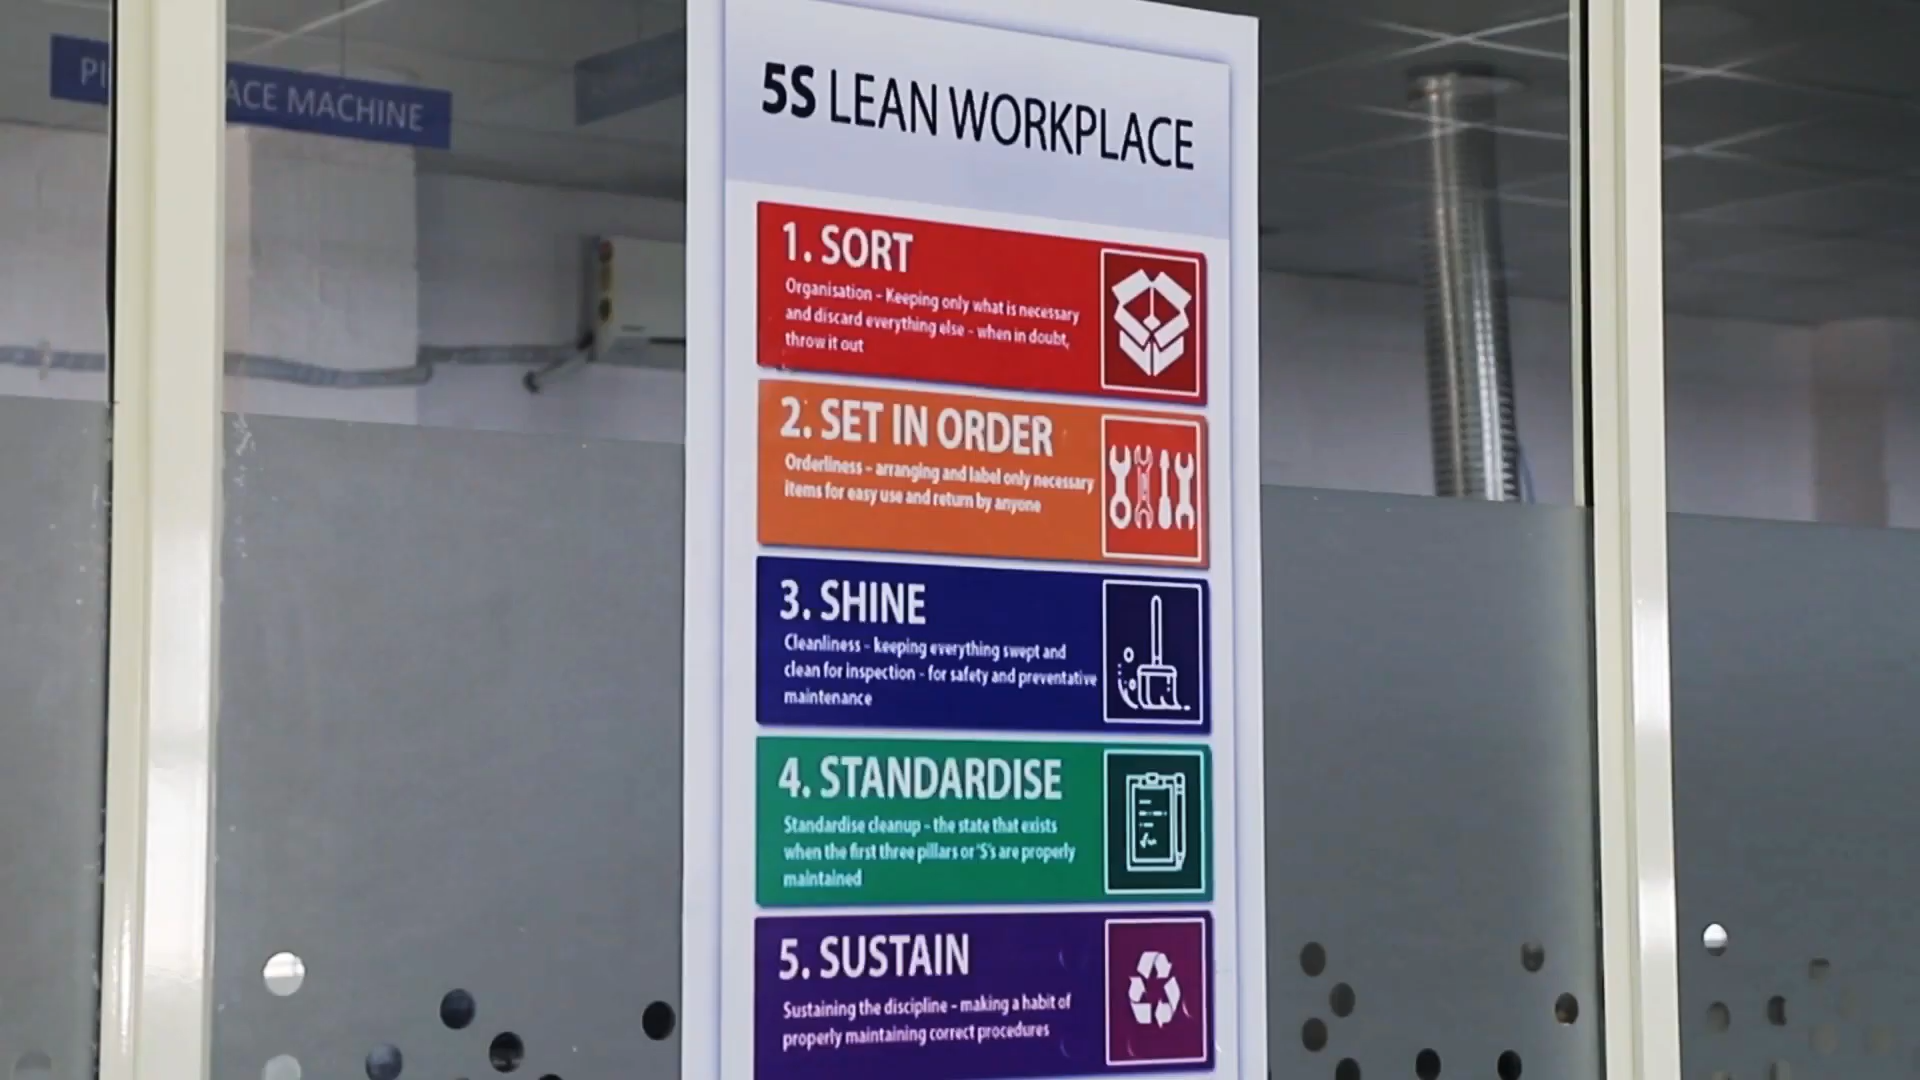 PI
ACE MACHINE
5S LEAN WORKPLACE
1. SORT
Organisation - Keeping only what is necessary
and discard everything else - when in doubt,
throw it out
2. SET IN ORDER
Orderliness - arranging and label only necessary
items for easy use and return by anyone
3. SHINE
Cleanliness - keeping everything swept and
clean for inspection - for safety and preventative
maintenance
4. STANDARDISE
Standardise cleanup - the state that exists
when the first three pillars or 'S's are properly
maintained
5. SUSTAIN
Sustaining the discipline - making a habit of
properly maintaining correct procedures